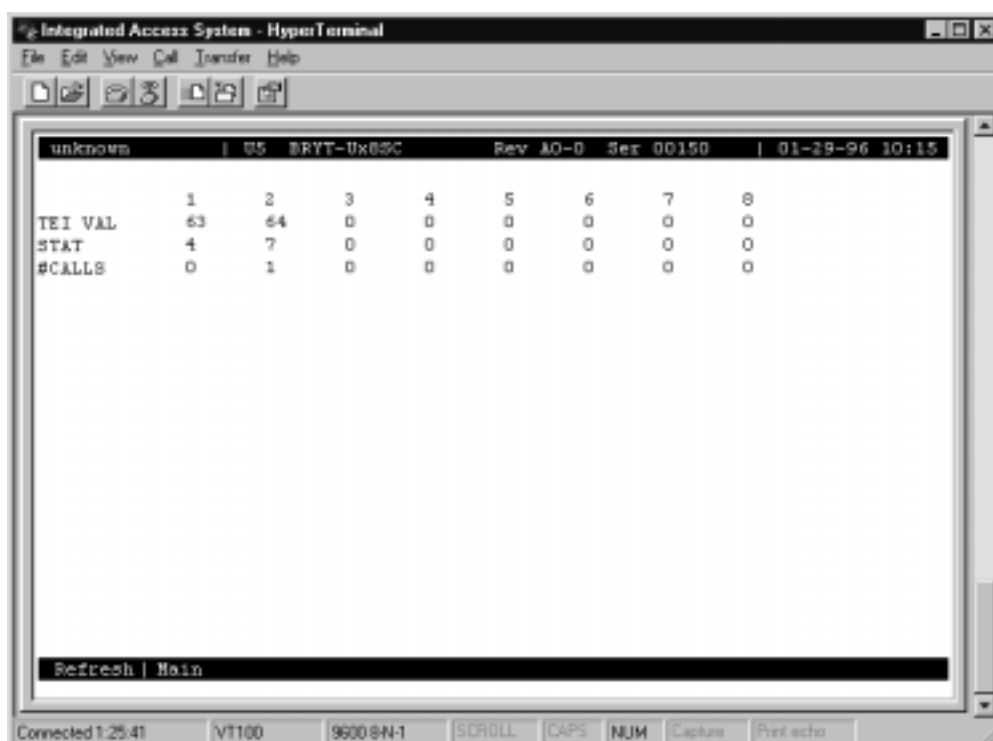 Integrated Access System - HyperTerminal
File Edit View Call Transfer Help
unknown | U5 BRYT-Ux8SC Rev A0-0 Ser 00150 | 01-29-96 10:15
1 2 3 4 5 6 7 8
TEI VAL 63 64 0 0 0 0 0 0
STAT 4 7 0 0 0 0 0 0
#CALLS 0 1 0 0 0 0 0 0
Refresh | Main
Connected 1:25:41 VT100 9600 8-N-1 SCROLL CAPS NUM Capture Print echo